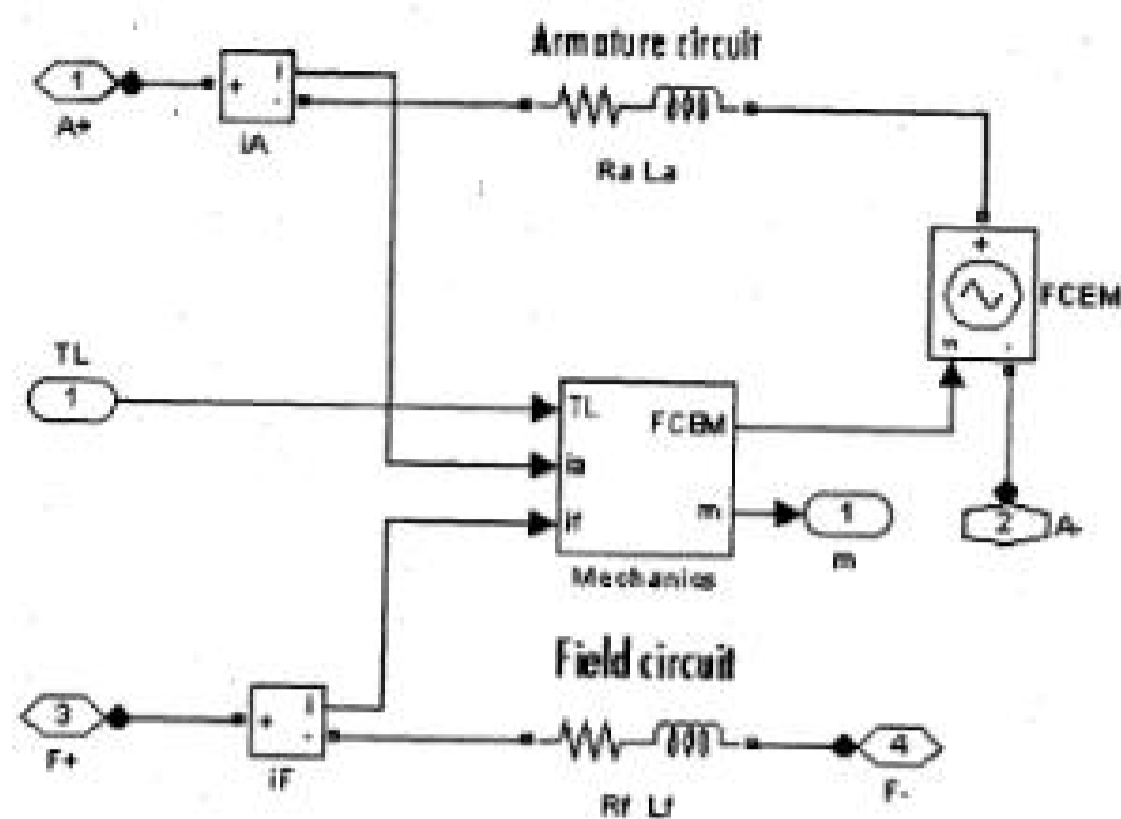 Armature circuit
1
+
i
-
A+
iA
Ra La
+
FCEM
-
TL
1
TL
FCEM
ia
if
m
1
2
A-
m
Mechanics
Field circuit
3
+
i
-
4
F+
iF
F-
Rf Lf